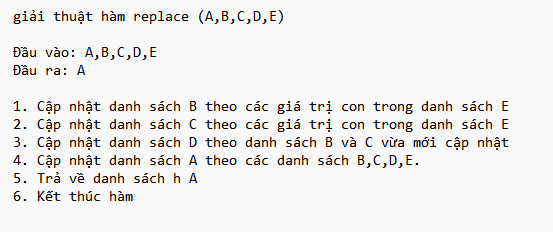 giải thuật hàm replace (A,B,C,D,E)
Đầu vào: A,B,C,D,E
Đầu ra: A
1. Cập nhật danh sách B theo các giá trị con trong danh sách E
2. Cập nhật danh sách C theo các giá trị con trong danh sách E
3. Cập nhật danh sách D theo danh sách B và C vừa mới cập nhật
4. Cập nhật danh sách A theo các danh sách B,C,D,E.
5. Trả về danh sách h A
6. Kết thúc hàm